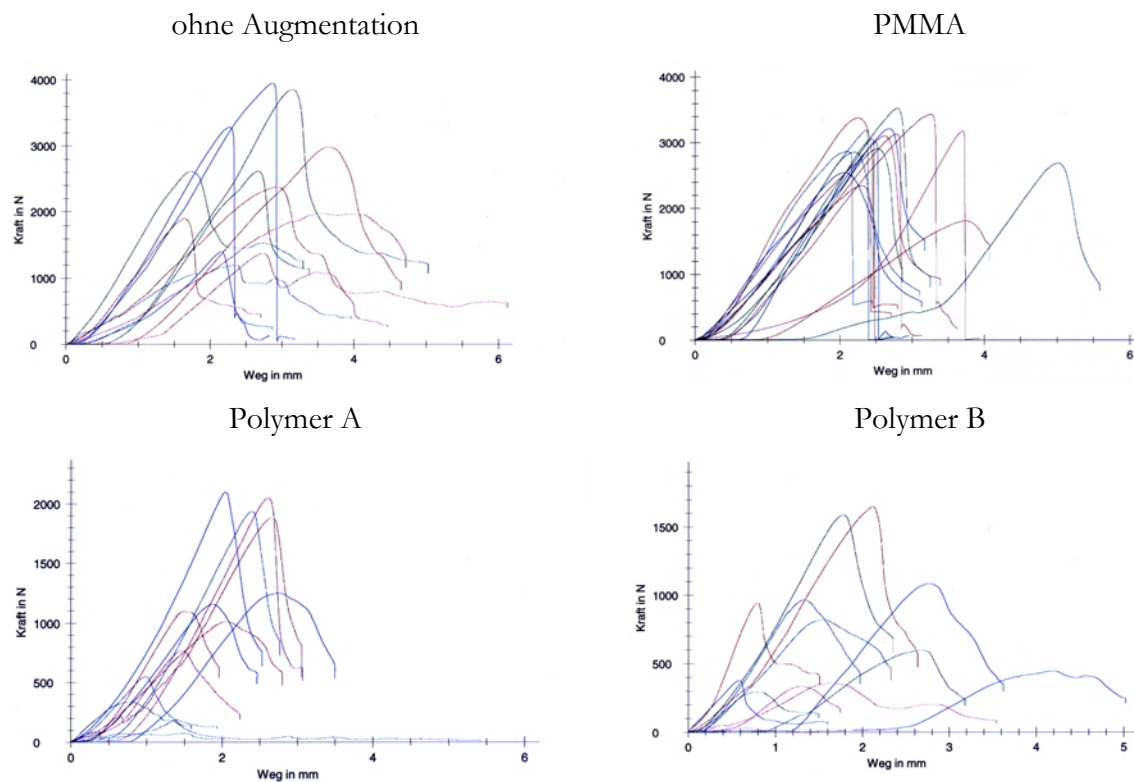 ohne Augmentation
PMMA
4000
3000
2000
1000
0
Kraft in N
0 2 4 6
Weg in mm
4000
3000
2000
1000
0
Kraft in N
0 2 4 6
Weg in mm
Polymer A
Polymer B
2000
1500
1000
500
0
Kraft in N
0 2 4 6
Weg in mm
1500
1000
500
0
Kraft in N
0 1 2 3 4 5
Weg in mm